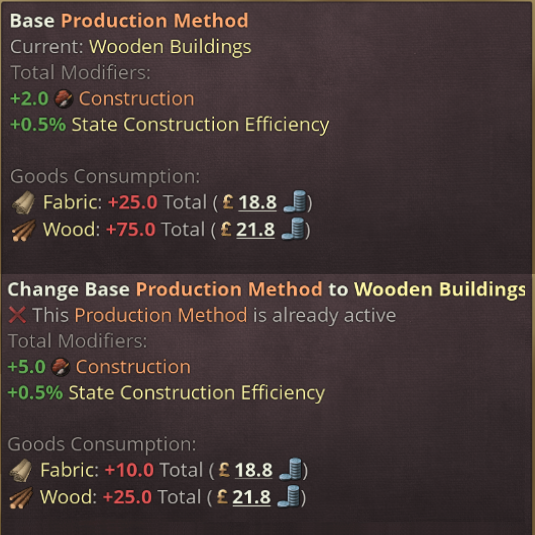 Base Production Method
Current: Wooden Buildings
Total Modifiers:
+2.0 Construction
+0.5% State Construction Efficiency
Goods Consumption:
Fabric: +25.0 Total ( £ 18.8 )
Wood: +75.0 Total ( £ 21.8 )
Change Base Production Method to Wooden Buildings
This Production Method is already active
Total Modifiers:
+5.0 Construction
+0.5% State Construction Efficiency
Goods Consumption:
Fabric: +10.0 Total ( £ 18.8 )
Wood: +25.0 Total ( £ 21.8 )